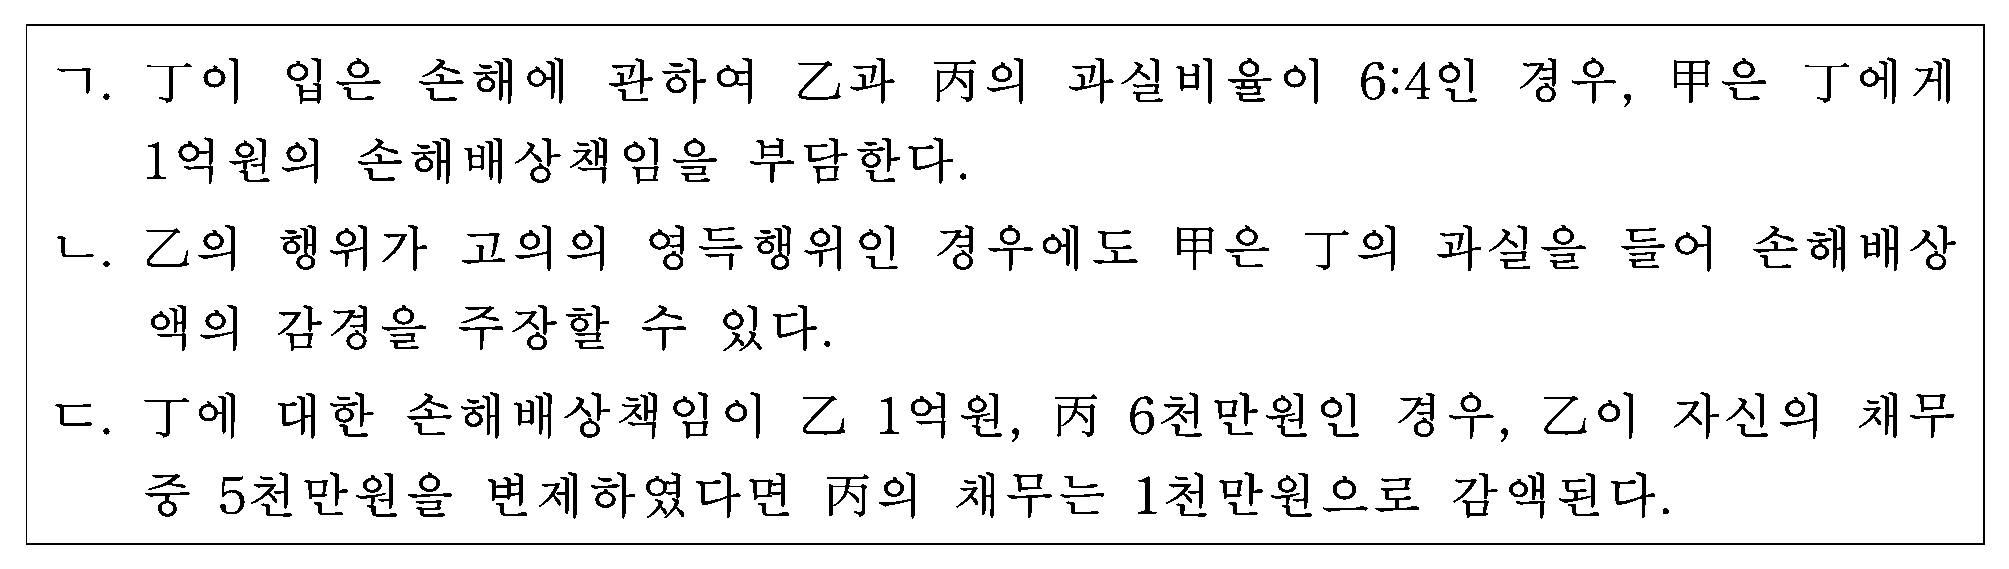 ㄱ. 丁이 입은 손해에 관하여 乙과 丙의 과실비율이 6:4인 경우, 甲은 丁에게
1억원의 손해배상책임을 부담한다.
ㄴ. 乙의 행위가 고의의 영득행위인 경우에도 甲은 丁의 과실을 들어 손해배상
액의 감경을 주장할 수 있다.
ㄷ. 丁에 대한 손해배상책임이 乙 1억원, 丙 6천만원인 경우, 乙이 자신의 채무
중 5천만원을 변제하였다면 丙의 채무는 1천만원으로 감액된다.